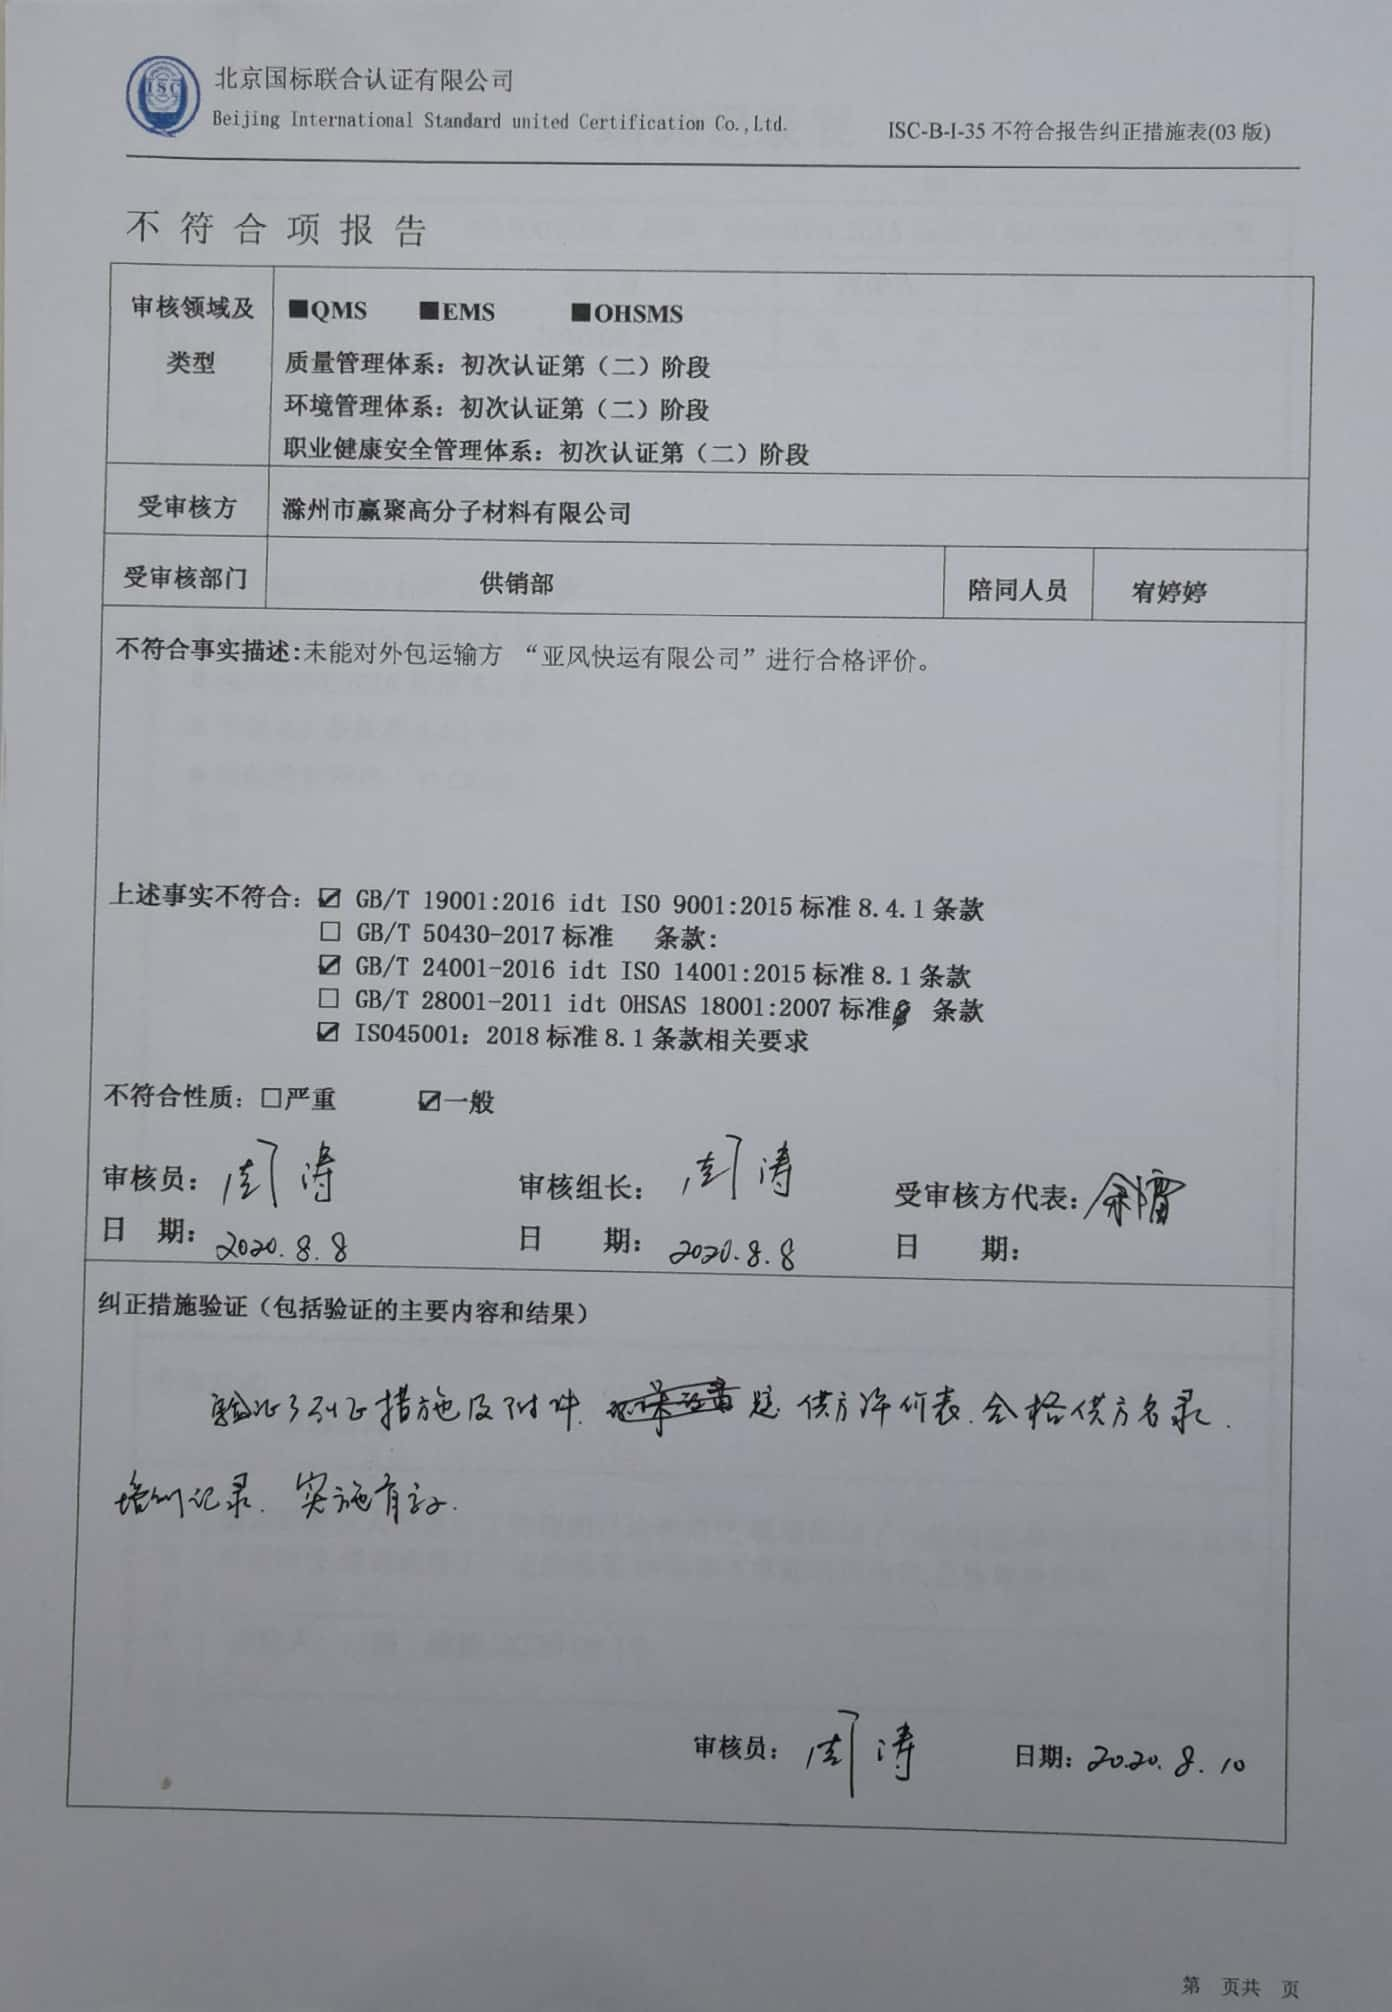 ISC
北京国标联合认证有限公司
Beijing International Standard united Certification Co.,Ltd.
ISC-B-I-35 不符合报告纠正措施表(03 版)
不符合项报告
审核领域及类型
■QMS ■EMS ■OHSMS
质量管理体系：初次认证第（二）阶段
环境管理体系：初次认证第（二）阶段
职业健康安全管理体系：初次认证第（二）阶段
受审核方 滁州市赢聚高分子材料有限公司
受审核部门 供销部 陪同人员 宥婷婷
不符合事实描述:未能对外包运输方 “亚风快运有限公司”进行合格评价。
上述事实不符合：☑ GB/T 19001:2016 idt ISO 9001:2015 标准 8.4.1 条款
□ GB/T 50430-2017 标准 条款：
☑ GB/T 24001-2016 idt ISO 14001:2015 标准 8.1 条款
□ GB/T 28001-2011 idt OHSAS 18001:2007 标准 条款
☑ ISO45001：2018 标准 8.1 条款相关要求
不符合性质：□严重 ☑一般
审核员：周涛 审核组长：周涛 受审核方代表：余雷
日 期：2020.8.8 日 期：2020.8.8 日 期：
纠正措施验证（包括验证的主要内容和结果）
验证了纠正措施及附件. 供方评价表.合格供方名录.
培训记录. 实施有效.
审核员：周涛 日期：2020.8.10
第 页共 页